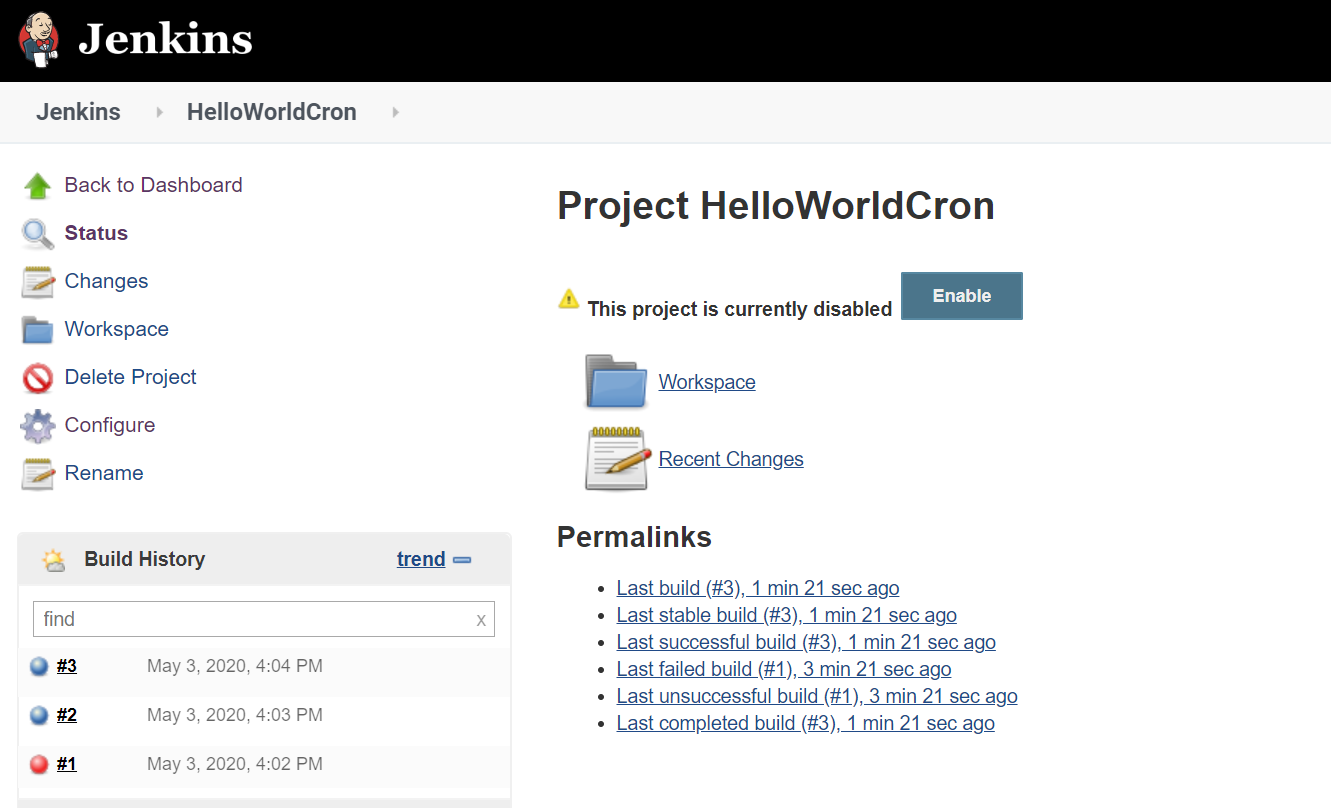 Jenkins
Jenkins HelloWorldCron
Back to Dashboard
Status
Changes
Workspace
Delete Project
Configure
Rename
Build History trend
find x
#3 May 3, 2020, 4:04 PM
#2 May 3, 2020, 4:03 PM
#1 May 3, 2020, 4:02 PM
Project HelloWorldCron
This project is currently disabled Enable
Workspace
Recent Changes
Permalinks
Last build (#3), 1 min 21 sec ago
Last stable build (#3), 1 min 21 sec ago
Last successful build (#3), 1 min 21 sec ago
Last failed build (#1), 3 min 21 sec ago
Last unsuccessful build (#1), 3 min 21 sec ago
Last completed build (#3), 1 min 21 sec ago